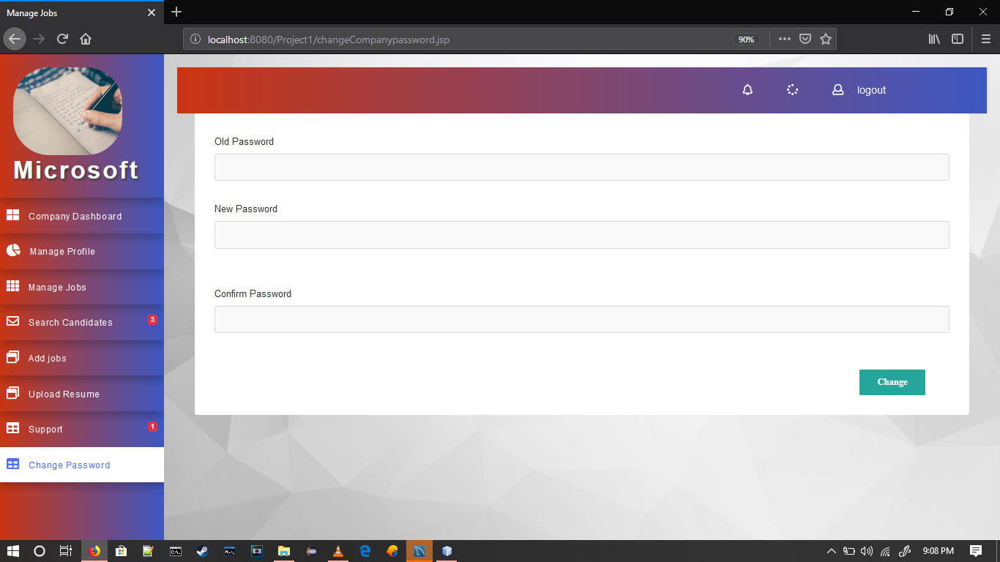 Manage Jobs
localhost:8080/Project1/changeCompanypassword.jsp
90%
logout
Microsoft
Company Dashboard
Manage Profile
Manage Jobs
Search Candidates 5
Add jobs
Upload Resume
Support 1
Change Password
Old Password
New Password
Confirm Password
Change
9:08 PM